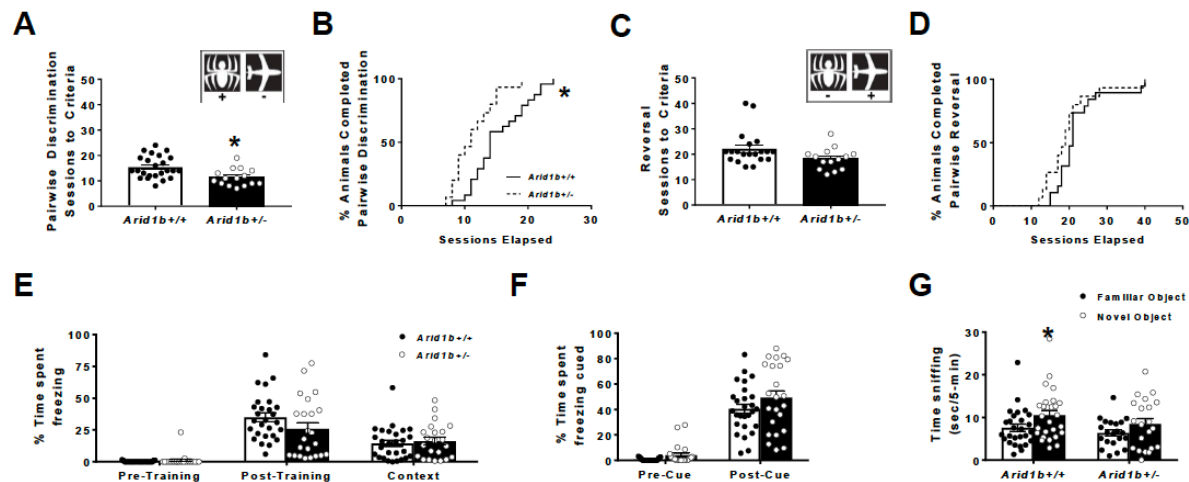 A
Pairwise Discrimination
Sessions to Criteria
50
40
30
20
10
0
+ -
*
Arid1b+/+ Arid1b+/-
B
% Animals Completed
Pairwise Discrimination
100
50
0
*
Arid1b+/+
Arid1b+/-
0 10 20 30
Sessions Elapsed
C
Reversal
Sessions to Criteria
50
40
30
20
10
0
- +
Arid1b+/+ Arid1b+/-
D
% Animals Completed
Pairwise Reversal
100
50
0
0 10 20 30 40 50
Sessions Elapsed
E
% Time spent
freezing
100
75
50
25
0
Arid1b+/+
Arid1b+/-
Pre-Training Post-Training Context
F
% Time spent
freezing cued
100
80
60
40
20
0
Pre-Cue Post-Cue
G
Familiar Object
Novel Object
Time sniffing
(sec/5-min)
30
20
10
0
*
Arid1b+/+ Arid1b+/-